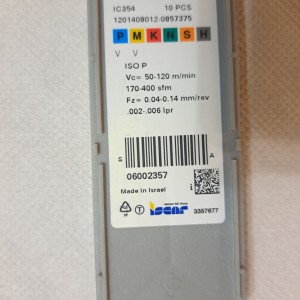 IC354 10 PCS
1201408012-0857375
P M K N S H
V V
ISO P
Vc= 50-120 m/min
170-400 sfm
Fz= 0.04-0.14 mm/rev
.002-.006 ipr
S A
06002357
Made in Israel
iscar
3357677